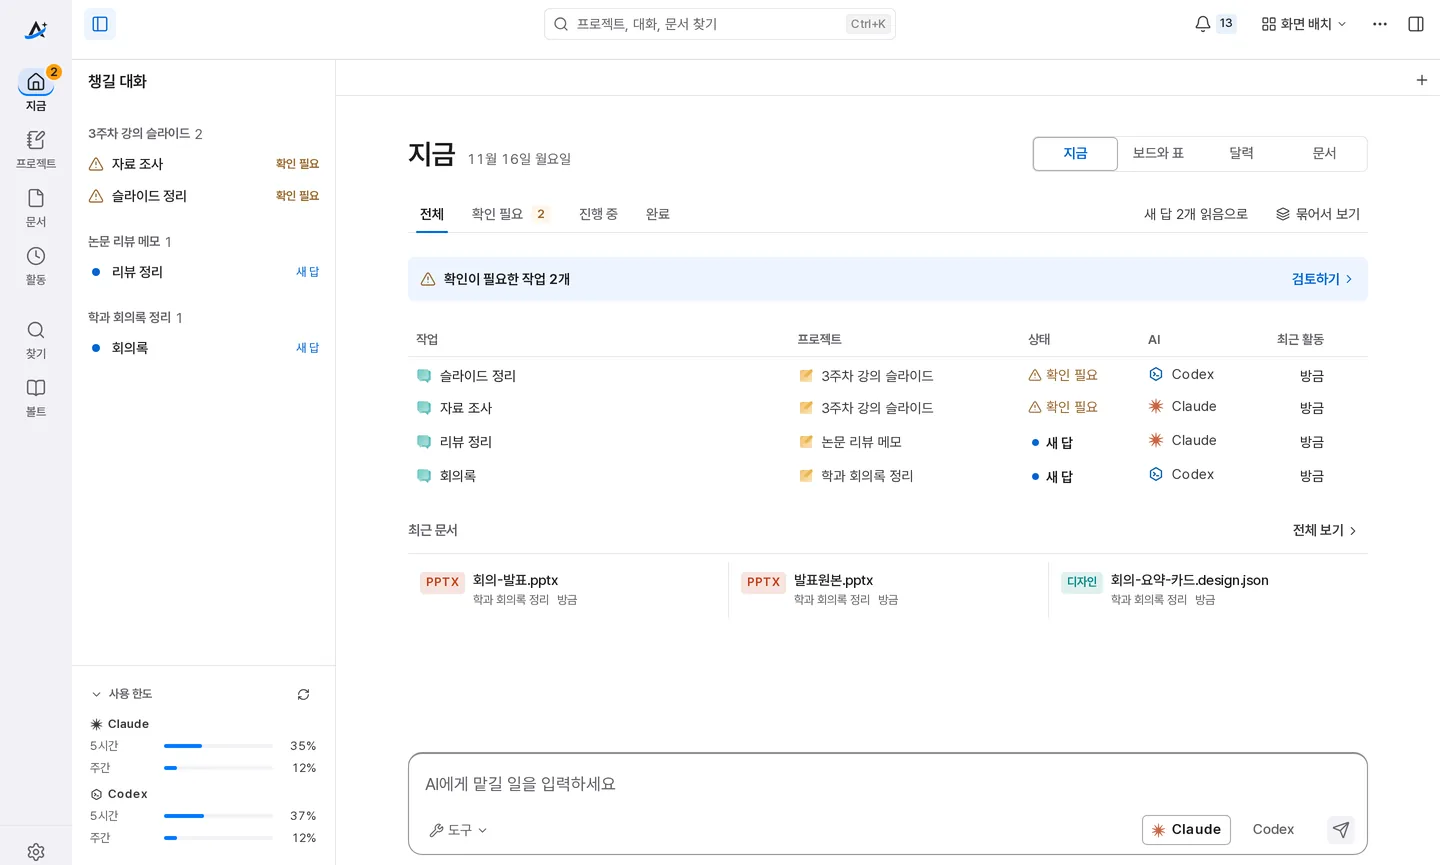 프로젝트, 대화, 문서 찾기 Ctrl+K
13
화면 배치
2
지금
프로젝트
문서
활동
찾기
볼트
챙길 대화
3주차 강의 슬라이드 2
자료 조사 확인 필요
슬라이드 정리 확인 필요
논문 리뷰 메모 1
리뷰 정리 새 답
학과 회의록 정리 1
회의록 새 답
사용 한도
Claude
5시간 35%
주간 12%
Codex
5시간 37%
주간 12%
지금 11월 16일 월요일
지금 보드와 표 달력 문서
전체 확인 필요 2 진행 중 완료
새 답 2개 읽음으로 묶어서 보기
확인이 필요한 작업 2개 검토하기
작업 프로젝트 상태 AI 최근 활동
슬라이드 정리 3주차 강의 슬라이드 확인 필요 Codex 방금
자료 조사 3주차 강의 슬라이드 확인 필요 Claude 방금
리뷰 정리 논문 리뷰 메모 새 답 Claude 방금
회의록 학과 회의록 정리 새 답 Codex 방금
최근 문서 전체 보기
PPTX 회의-발표.pptx
학과 회의록 정리 방금
PPTX 발표원본.pptx
학과 회의록 정리 방금
디자인 회의-요약-카드.design.json
학과 회의록 정리 방금
AI에게 맡길 일을 입력하세요
도구
Claude Codex